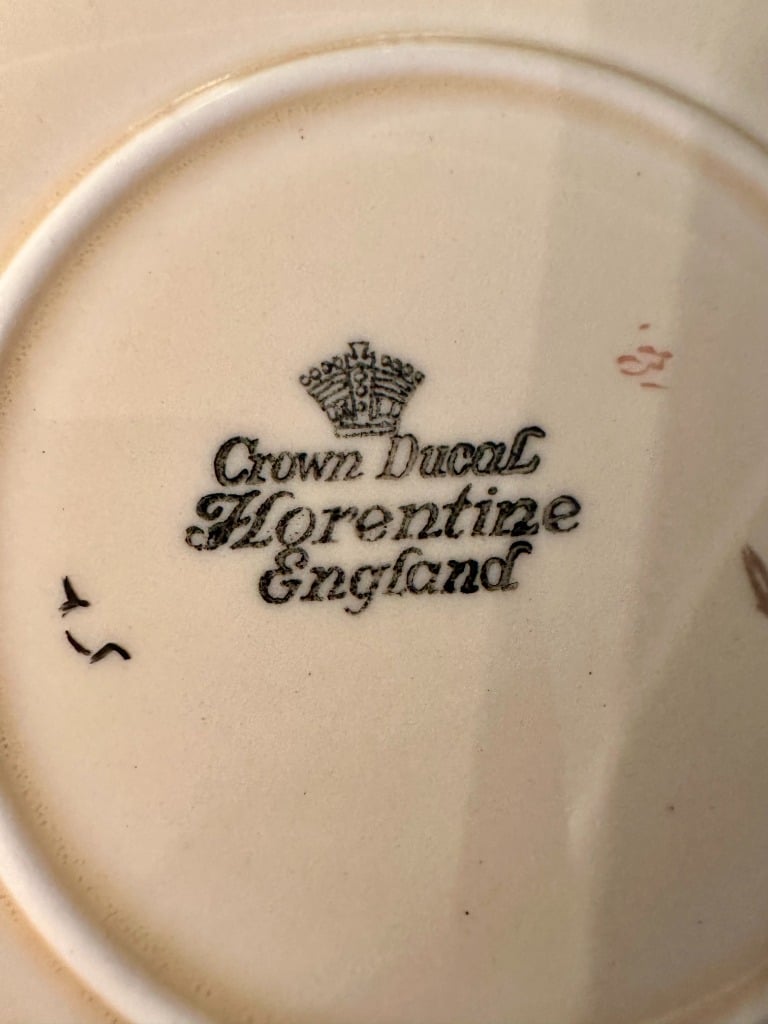 Crown Ducal
Florentine
England